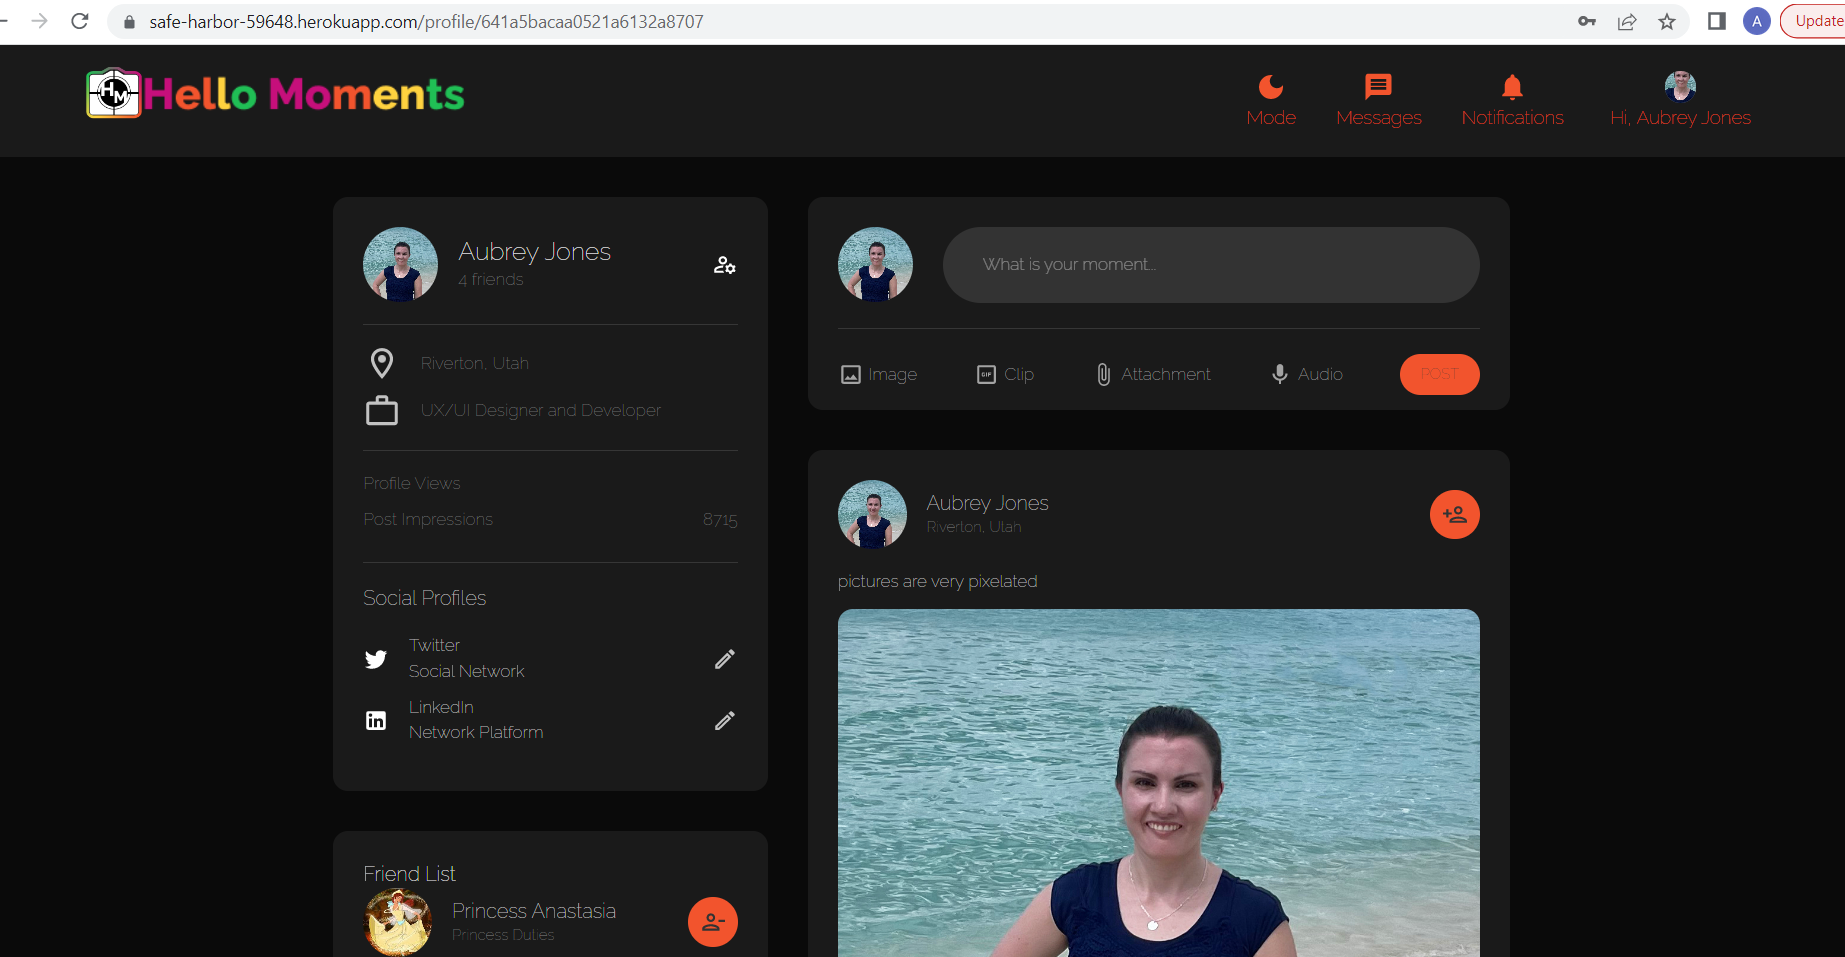 safe-harbor-59648.herokuapp.com/profile/641a5bacaa0521a6132a8707
A
Update
HM
Hello Moments
Mode
Messages
Notifications
Hi, Aubrey Jones
Aubrey Jones
4 friends
Riverton, Utah
UX/UI Designer and Developer
Profile Views
Post Impressions 8715
Social Profiles
Twitter
Social Network
LinkedIn
Network Platform
Friend List
Princess Anastasia
Princess Duties
What is your moment...
Image
GIF Clip
Attachment
Audio
POST
Aubrey Jones
Riverton, Utah
pictures are very pixelated